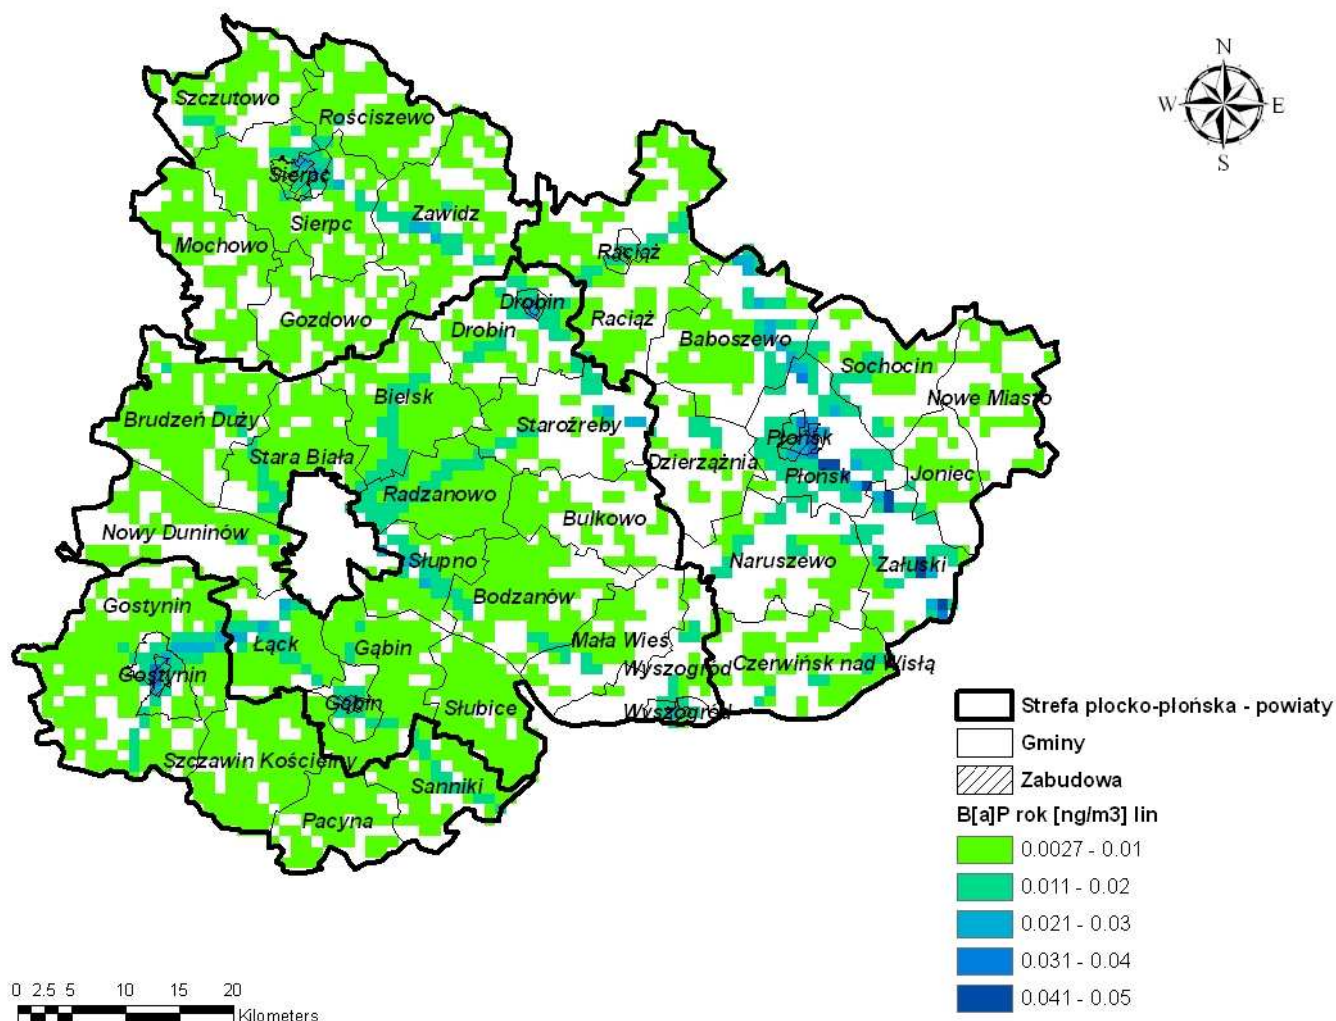 N
W E
S
Szczutowo
Rościszewo
Sierpc
Sierpc
Zawidz
Mochowo
Raciąż
Gozdowo
Drobin
Drobin
Raciąż
Baboszewo
Sochocin
Bielsk
Nowe Miasto
Brudzeń Duży
Staroźreby
Płońsk
Stara Biała
Dzierzążnia
Płońsk
Joniec
Radzanowo
Bulkowo
Nowy Duninów
Słupno
Naruszewo
Załuski
Gostynin
Bodzanów
Łąck
Gąbin
Mała Wieś
Gostynin
Wyszogród
Czerwińsk nad Wisłą
Gąbin
Słubice
Wyszogród
Szczawin Kościelny
Sanniki
Pacyna
Strefa płocko-płońska - powiaty
Gminy
Zabudowa
B[a]P rok [ng/m3] lin
0.0027 - 0.01
0.011 - 0.02
0.021 - 0.03
0.031 - 0.04
0.041 - 0.05
0 2.5 5 10 15 20
Kilometers